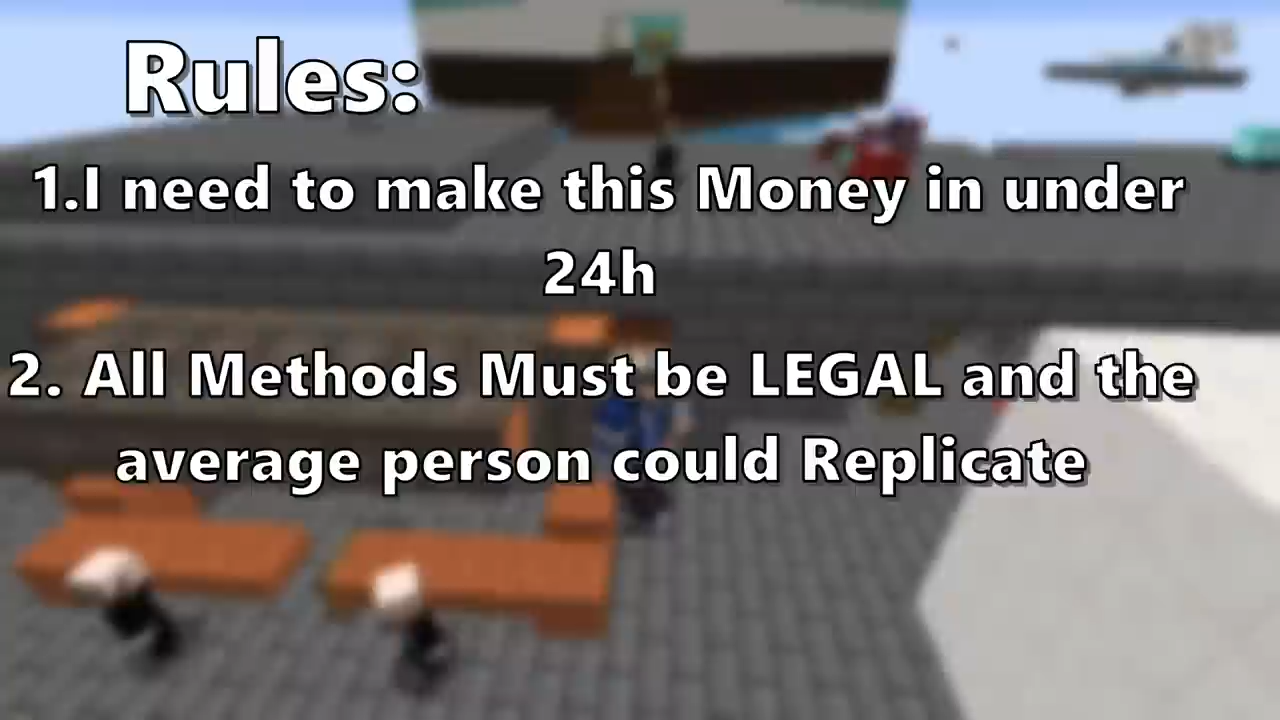 Rules:
1.I need to make this Money in under
24h
2. All Methods Must be LEGAL and the
average person could Replicate